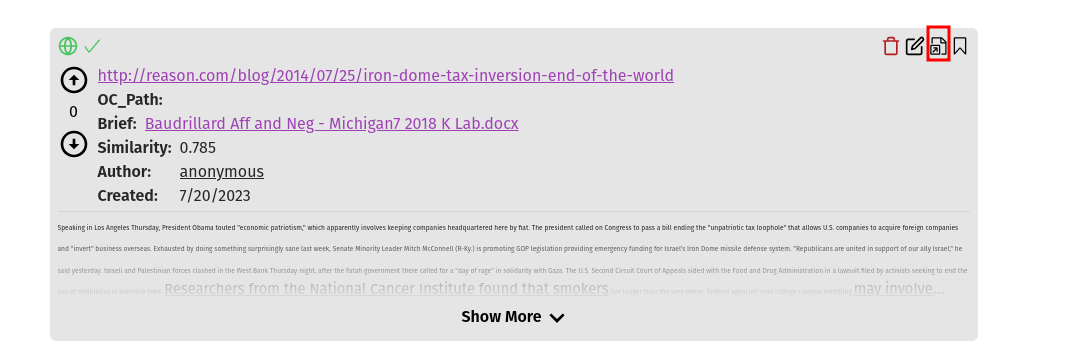 http://reason.com/blog/2014/07/25/iron-dome-tax-inversion-end-of-the-world
OC_Path:
0
Brief: Baudrillard Aff and Neg - Michigan7 2018 K Lab.docx
Similarity: 0.785
Author: anonymous
Created: 7/20/2023
Speaking in Los Angeles Thursday, President Obama touted "economic patriotism," which apparently involves keeping companies headquartered here by fiat. The president called on Congress to pass a bill ending the "unpatriotic tax loophole" that allows U.S. companies to acquire foreign companies
and "invert" business overseas. Exhausted by doing something surprisingly sane last week, Senate Minority Leader Mitch McConnell (R-Ky.) is promoting GOP legislation providing emergency funding for Israel's Iron Dome missile defense system. "Republicans are united in support of our ally Israel," he
said yesterday. Israeli and Palestinian forces clashed in the West Bank Thursday night, after the Fatah government there called for a "day of rage" in solidarity with Gaza. The U.S. Second Circuit Court of Appeals sided with the Food and Drug Administration in a lawsuit filed by activists seeking to end the
use of antibiotics in livestock feed. Researchers from the National Cancer Institute found that smokers may involve...
Show More